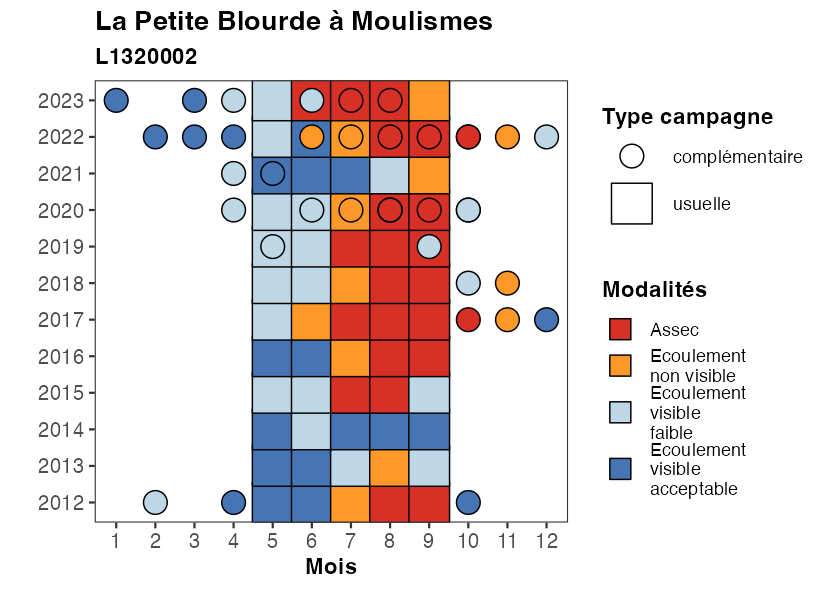 La Petite Blourde à Moulismes
L1320002
2023
2022
2021
2020
2019
2018
2017
2016
2015
2014
2013
2012
1 2 3 4 5 6 7 8 9 10 11 12
Mois
Type campagne
complémentaire
usuelle
Modalités
Assec
Ecoulement
non visible
Ecoulement
visible
faible
Ecoulement
visible
acceptable